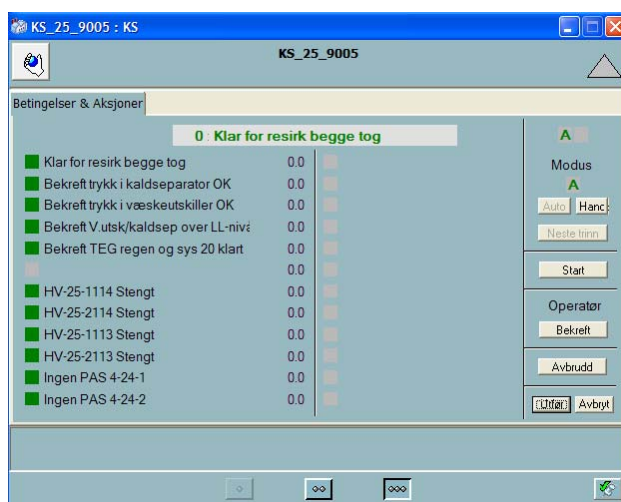 KS_25_9005 : KS
KS_25_9005
Betingelser & Aksjoner
0 : Klar for resirk begge tog
A
Klar for resirk begge tog 0.0
Modus
Bekreft trykk i kaldseparator OK 0.0
A
Bekreft trykk i væskeutskiller OK 0.0
Auto Hand
Bekreft V.utsk/kaldsep over LL-nivå 0.0
Neste trinn
Bekreft TEG regen og sys 20 klart 0.0
0.0
Start
HV-25-1114 Stengt 0.0
Operatør
HV-25-2114 Stengt 0.0
Bekreft
HV-25-1113 Stengt 0.0
HV-25-2113 Stengt 0.0
Avbrudd
Ingen PAS 4-24-1 0.0
Ingen PAS 4-24-2 0.0
Utfør Avbryt